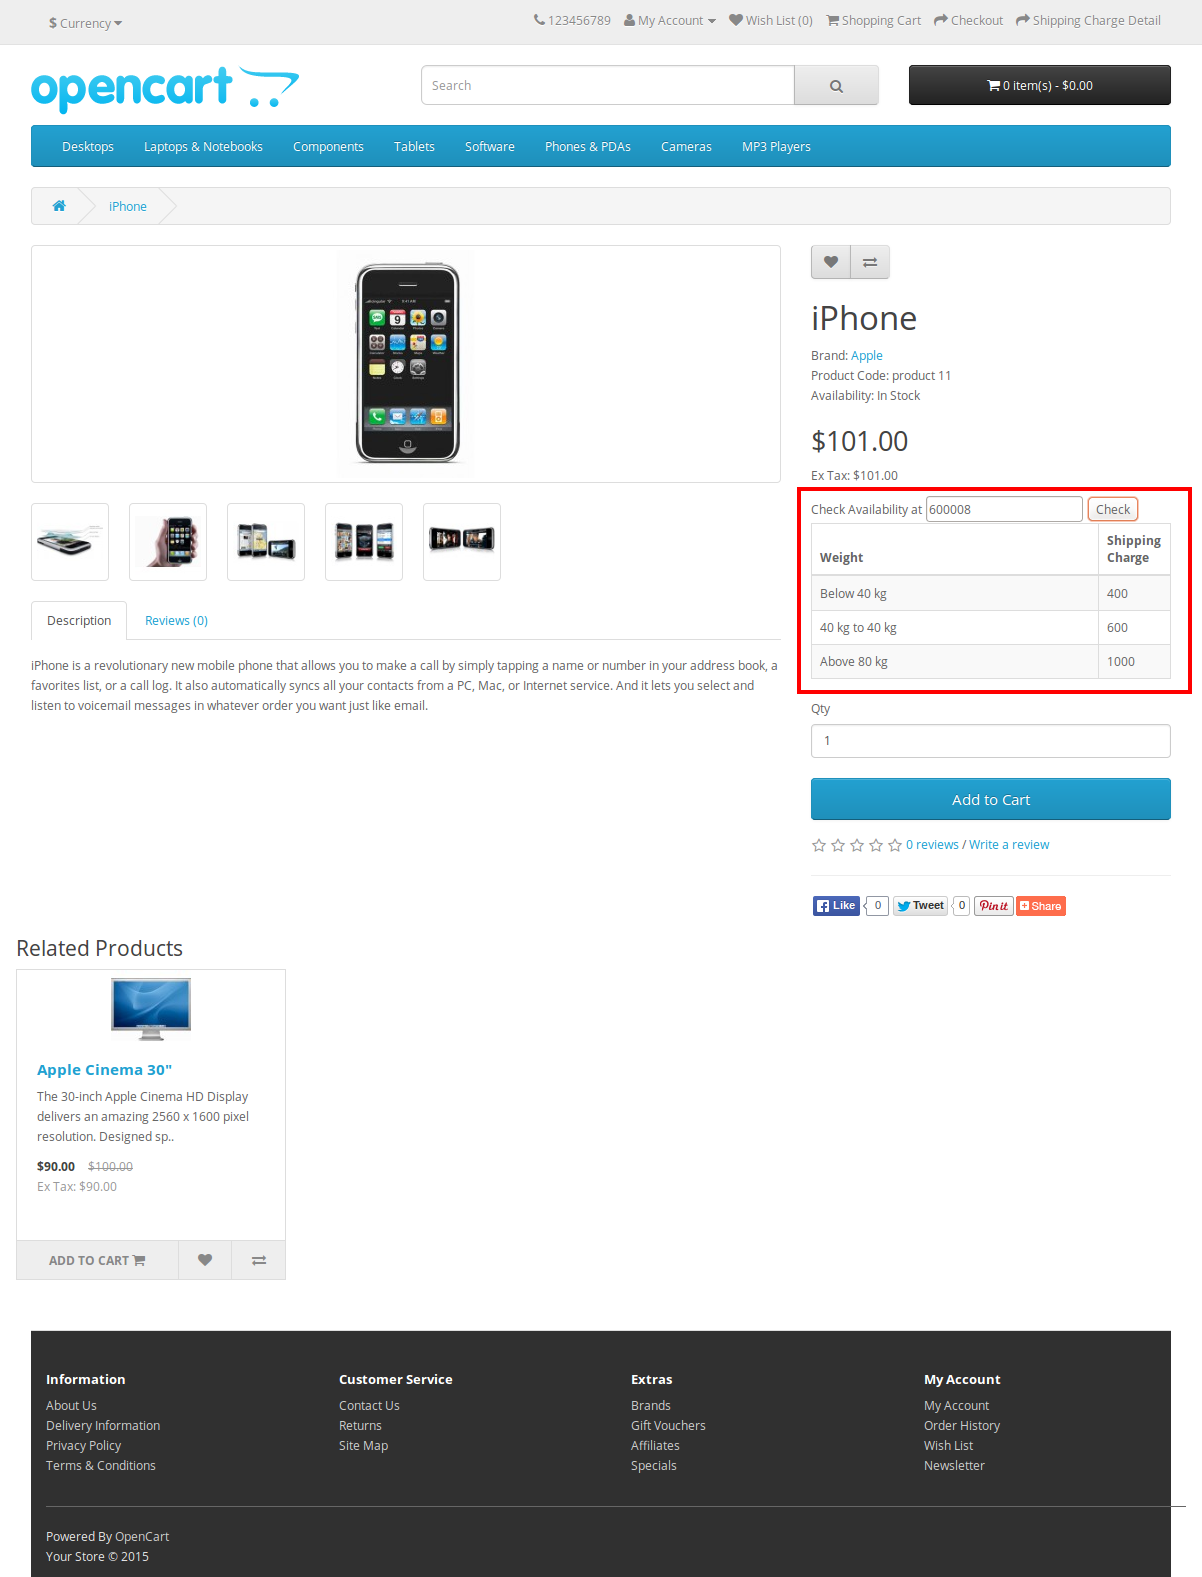 $ Currency
123456789 My Account Wish List (0) Shopping Cart Checkout Shipping Charge Detail
opencart
Search
0 item(s) - $0.00
Desktops Laptops & Notebooks Components Tablets Software Phones & PDAs Cameras MP3 Players
iPhone
iPhone
Brand: Apple
Product Code: product 11
Availability: In Stock
$101.00
Ex Tax: $101.00
Check Availability at 600008 Check
Weight Shipping Charge
Below 40 kg 400
40 kg to 40 kg 600
Above 80 kg 1000
Qty
1
Add to Cart
0 reviews / Write a review
Like 0 Tweet 0 Pin it Share
Description Reviews (0)
iPhone is a revolutionary new mobile phone that allows you to make a call by simply tapping a name or number in your address book, a
favorites list, or a call log. It also automatically syncs all your contacts from a PC, Mac, or Internet service. And it lets you select and
listen to voicemail messages in whatever order you want just like email.
Related Products
Apple Cinema 30"
The 30-inch Apple Cinema HD Display
delivers an amazing 2560 x 1600 pixel
resolution. Designed sp..
$90.00 $100.00
Ex Tax: $90.00
ADD TO CART
Information
About Us
Delivery Information
Privacy Policy
Terms & Conditions
Customer Service
Contact Us
Returns
Site Map
Extras
Brands
Gift Vouchers
Affiliates
Specials
My Account
My Account
Order History
Wish List
Newsletter
Powered By OpenCart
Your Store © 2015